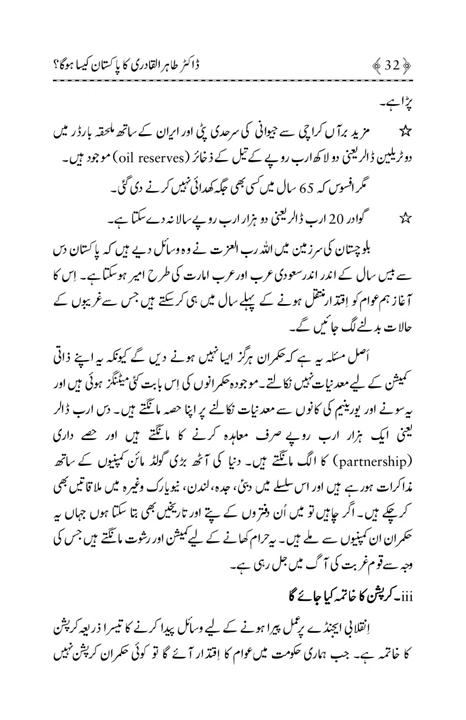 ڈاکٹر طاہر القادری کا پاکستان کیسا ہوگا؟ ﴿ 32 ﴾
پڑا ہے۔
☆ مزید برآں کراچی سے جیوانی کی سرحدی پٹی اور ایران کے ساتھ ملحقہ بارڈر میں
دو ٹریلین ڈالر یعنی دو لاکھ ارب روپے کے تیل کے ذخائر (oil reserves) موجود ہیں۔
مگر افسوس کہ 65 سال میں کسی بھی جگہ کھدائی نہیں کرنے دی گئی۔
☆ گوادر 20 ارب ڈالر یعنی دو ہزار ارب روپے سالانہ دے سکتا ہے۔
بلوچستان کی سرزمین میں اللہ رب العزت نے وہ وسائل دیے ہیں کہ پاکستان دس
سے بیس سال کے اندر اندر سعودی عرب اور عرب امارت کی طرح امیر ہوسکتا ہے۔ اِس کا
آغاز ہم عوام کو اِقتدار منتقل ہونے کے پہلے سال میں ہی کرسکتے ہیں جس سے غریبوں کے
حالات بدلنے لگ جائیں گے۔
اَصل مسئلہ یہ ہے کہ حکمران ہرگز ایسا نہیں ہونے دیں گے کیونکہ یہ اپنے ذاتی
کمیشن کے لیے معدنیات نہیں نکالتے۔ موجودہ حکمرانوں کی اِس بابت کئی میٹنگز ہوئی ہیں اور
یہ سونے اور یورینیم کی کانوں سے معدنیات نکالنے پر اپنا حصہ مانگتے ہیں۔ دس ارب ڈالر
یعنی ایک ہزار ارب روپے صرف معاہدہ کرنے کا مانگتے ہیں اور حصے داری
(partnership) کا الگ مانگتے ہیں۔ دنیا کی آٹھ بڑی گولڈ مائن کمپنیوں کے ساتھ
مذاکرات ہو رہے ہیں اور اس سلسلے میں دبئی، جدہ، لندن، نیویارک وغیرہ میں ملاقاتیں بھی
کرچکے ہیں۔ اگر چاہیں تو میں اُن دفتروں کے پتے اور تاریخیں بھی بتا سکتا ہوں جہاں یہ
حکمران ان کمپنیوں سے ملے ہیں۔ یہ حرام کھانے کے لیے کمیشن اور رشوت مانگتے ہیں جس کی
وجہ سے قوم غربت کی آگ میں جل رہی ہے۔
iii۔ کرپشن کا خاتمہ کیا جائے گا
اِنقلابی ایجنڈے پر عمل پیرا ہونے کے لیے وسائل پیدا کرنے کا تیسرا ذریعہ کرپشن
کا خاتمہ ہے۔ جب ہماری حکومت میں عوام کا اِقتدار آئے گا تو کوئی حکمران کرپشن نہیں